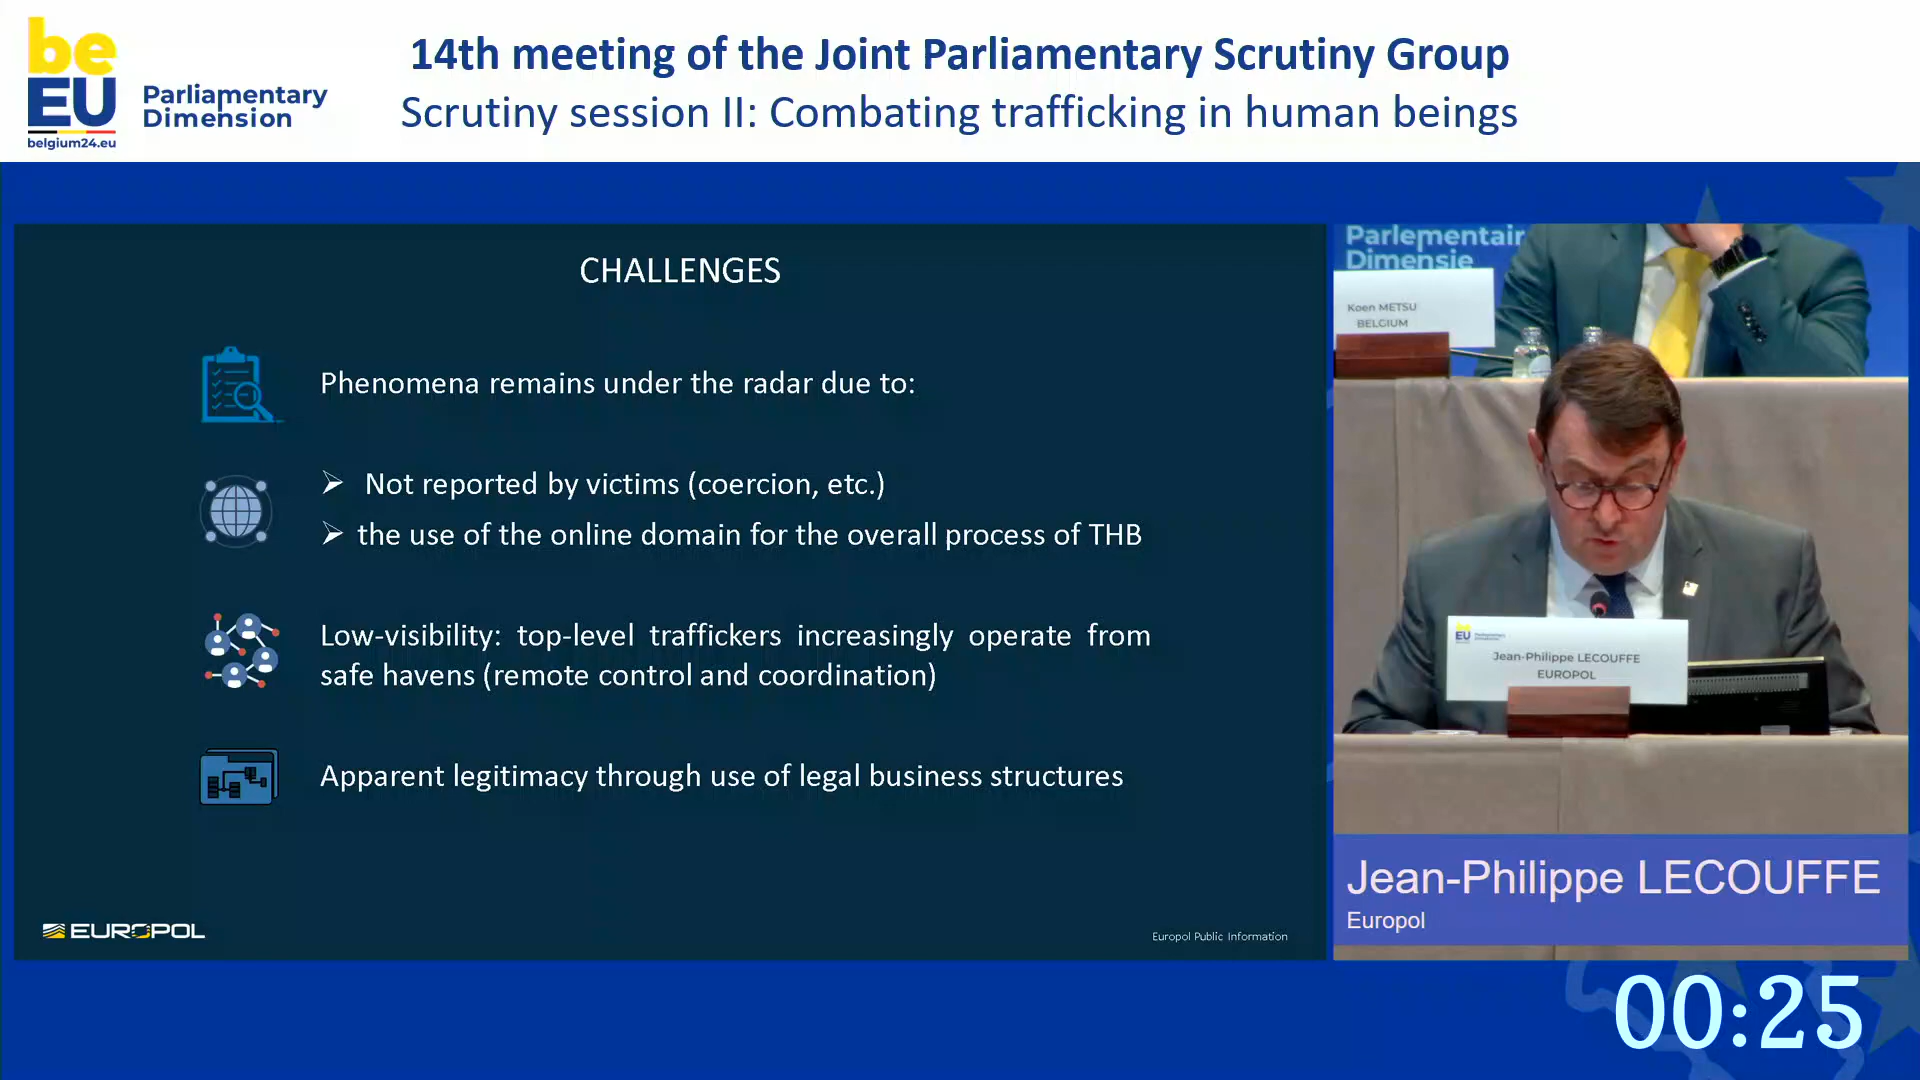 be
EU
belgium24.eu
Parliamentary
Dimension
14th meeting of the Joint Parliamentary Scrutiny Group
Scrutiny session II: Combating trafficking in human beings
CHALLENGES
Phenomena remains under the radar due to:
Not reported by victims (coercion, etc.)
the use of the online domain for the overall process of THB
Low-visibility: top-level traffickers increasingly operate from
safe havens (remote control and coordination)
Apparent legitimacy through use of legal business structures
EUROPOL
Europol Public Information
Parlementair
Dimensie
Koen METSU
BELGIUM
be
EU
Jean-Philippe LECOUFFE
EUROPOL
Jean-Philippe LECOUFFE
Europol
00:25